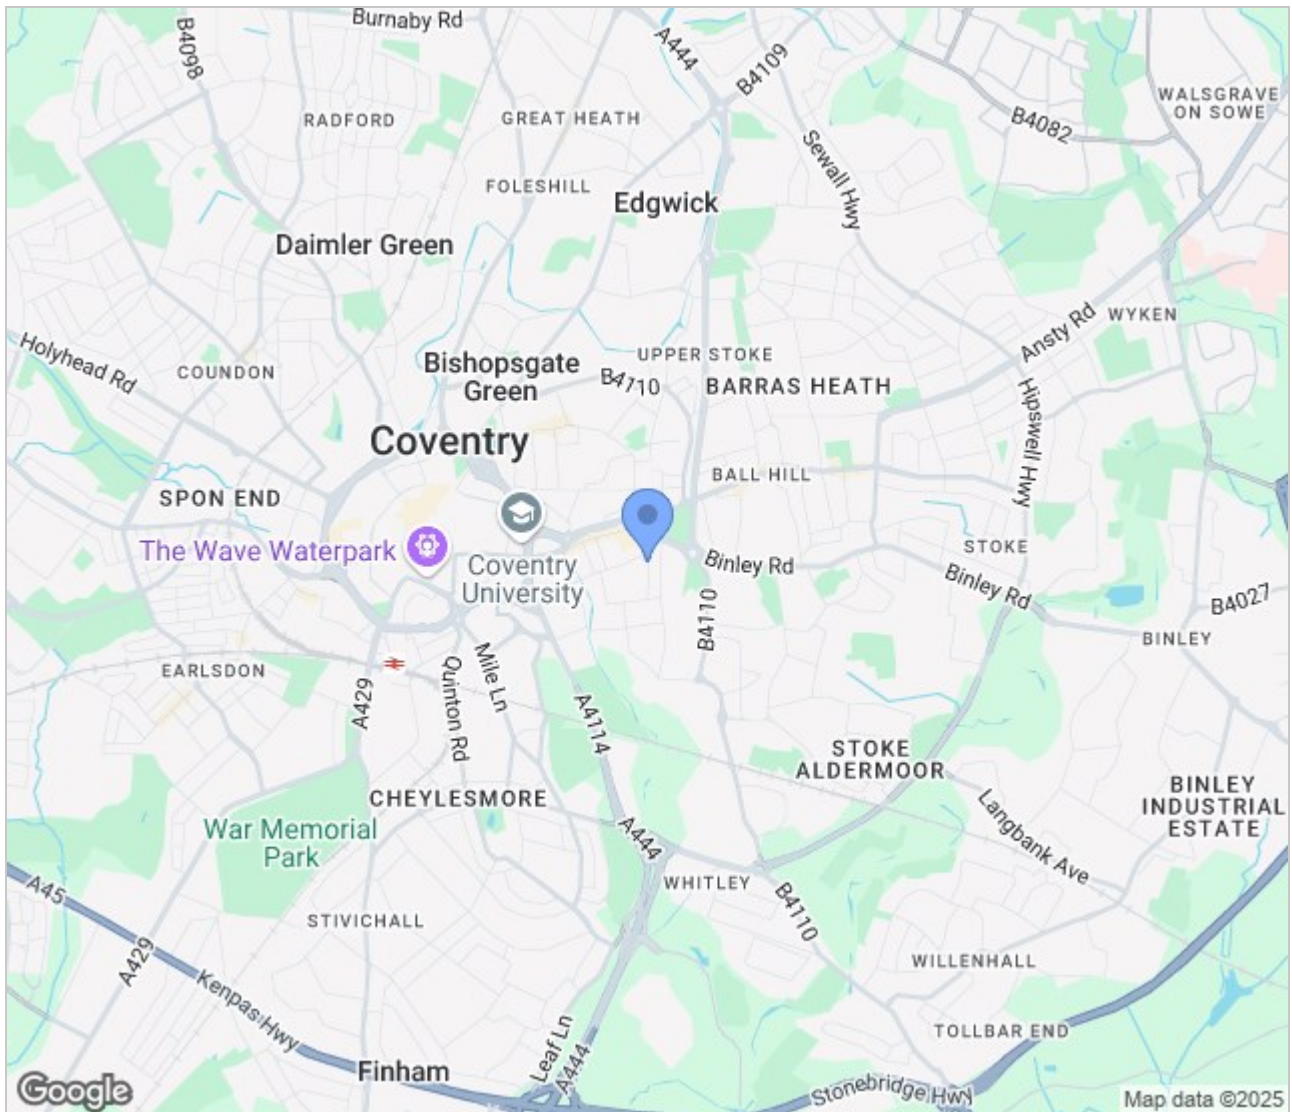 Burnaby Rd
B4098
A444
B4109
WALSGRAVE
ON SOWE
RADFORD
GREAT HEATH
B4082
Sewall Hwy
FOLESHILL
Edgwick
Daimler Green
WYKEN
Ansty Rd
Holyhead Rd
COUNDON
Bishopsgate
Green
UPPER STOKE
B4110
BARRAS HEATH
Hipswell Hwy
Coventry
BALL HILL
SPON END
The Wave Waterpark
Coventry
University
Binley Rd
STOKE
Binley Rd
B4027
B4110
BINLEY
EARLSDON
A429
Quinton Rd
Mile Ln
A4114
STOKE
ALDERMOOR
CHEYLESMORE
BINLEY
INDUSTRIAL
ESTATE
Langbank Ave
War Memorial
Park
A444
WHITLEY
A45
B4110
STIVICHALL
A429
WILLENHALL
Kenpas Hwy
TOLLBAR END
Leaf Ln
A444
Finham
Stonebridge Hwy
Google
Map data ©2025